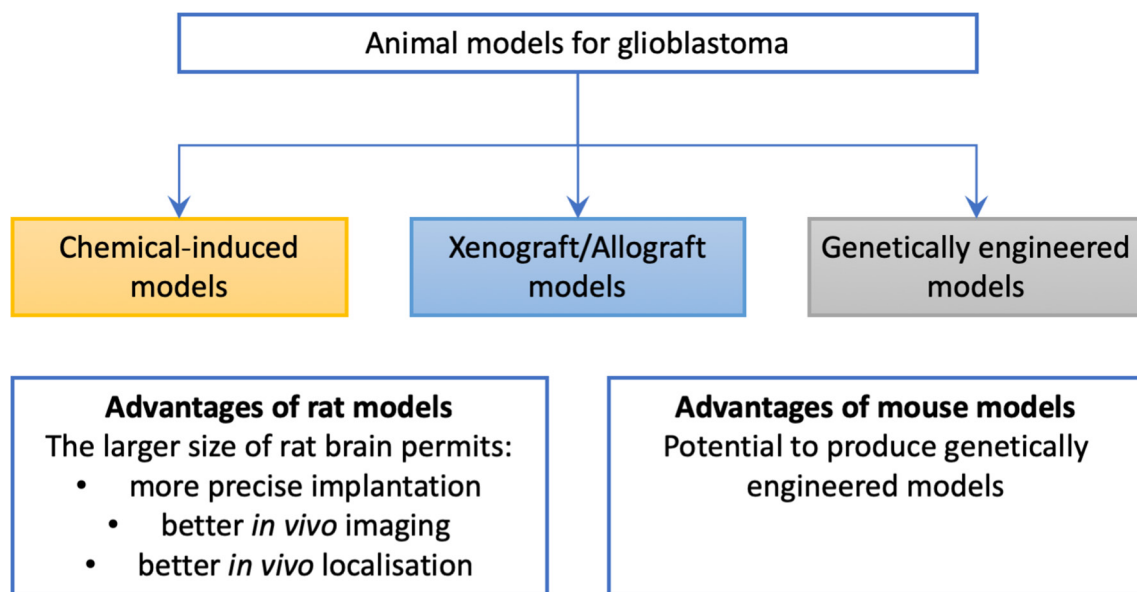 Animal models for glioblastoma
Chemical-induced
models
Xenograft/Allograft
models
Genetically engineered
models
Advantages of rat models
The larger size of rat brain permits:
• more precise implantation
• better in vivo imaging
• better in vivo localisation
Advantages of mouse models
Potential to produce genetically
engineered models